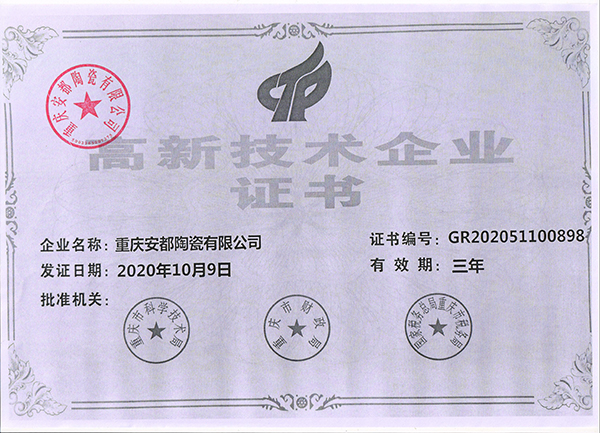 重庆安都陶瓷有限公司
高新技术企业
证书
企业名称：重庆安都陶瓷有限公司
证书编号：GR202051100898
发证日期：2020年10月9日
有效期：三年
批准机关：
重庆市科学技术局
重庆市财政局
国家税务总局重庆市税务局